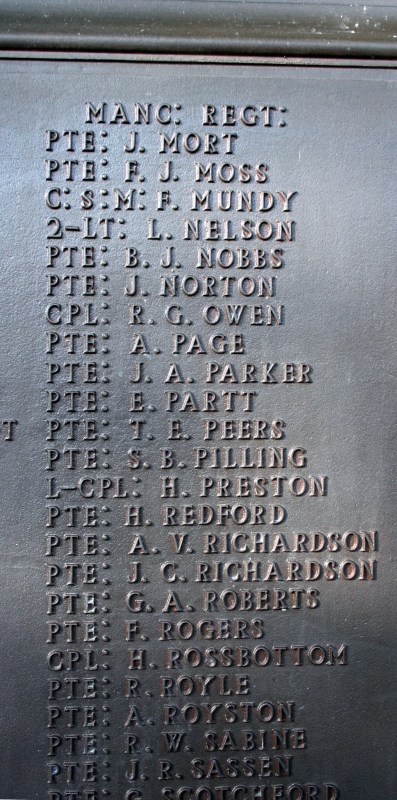 MANC: REGT:
PTE: J. MORT
PTE: F. J. MOSS
C: S: M: F. MUNDY
2-LT: L. NELSON
PTE: B. J. NOBBS
PTE: J. NORTON
CPL: R. G. OWEN
PTE: A. PAGE
PTE: J. A. PARKER
PTE: E. PARTT
T PTE: T. E. PEERS
PTE: S. B. PILLING
L-CPL: H. PRESTON
PTE: H. REDFORD
PTE: A. V. RICHARDSON
PTE: J. C. RICHARDSON
PTE: G. A. ROBERTS
PTE: F. ROGERS
CPL: H. ROSSBOTTOM
PTE: R. ROYLE
PTE: A. ROYSTON
PTE: R. W. SABINE
PTE: J. R. SASSEN
PTE: G. SCOTCHFORD